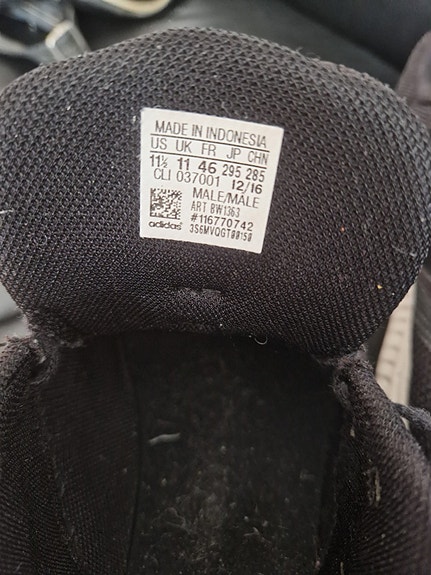 MADE IN INDONESIA
US UK FR JP CHN
11½ 11 46 295 285
CLI 037001 12/16
MALE/MALE
ART BW1363
#116770742
adidas 3S6MVQGT0B150